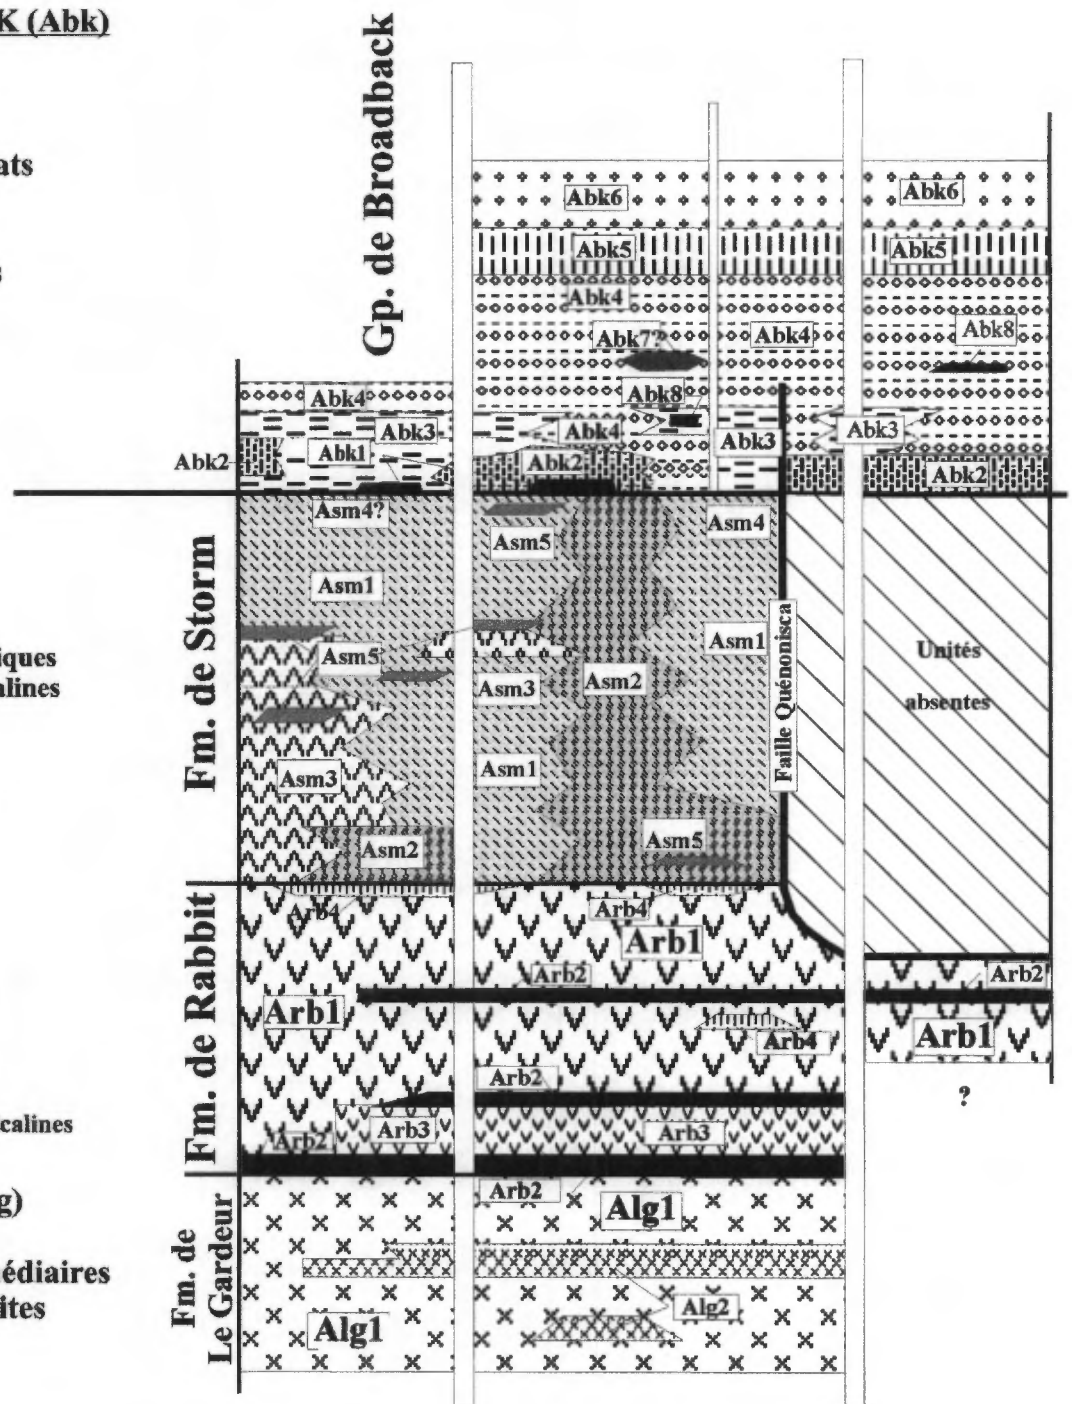 K (Abk)
ats
s
iques
alines
calines
g)
édiaires
ites
Gp. de Broadback
Fm. de Storm
Fm. de Rabbit
Fm. de
Le Gardeur
Abk6
Abk6
Abk5
Abk5
Abk4
Abk7?
Abk4
Abk8
Abk8
Abk4
Abk3
Abk4
Abk3
Abk3
Abk1
Abk2
Abk2
Abk2
Asm4?
Asm4
Asm5
Asm1
Asm1
Asm5
Asm3
Asm2
Asm3
Asm1
Asm5
Asm2
Faille Quénonisca
Unités
absentes
Arb4
Arb4
Arb1
Arb2
Arb2
Arb1
Arb4
Arb1
Arb2
?
Arb3
Arb3
Arb2
Arb2
Alg1
Alg2
Alg1